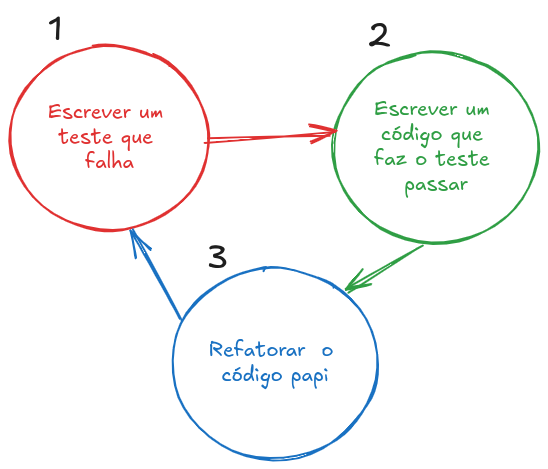 1
Escrever um
teste que
falha
2
Escrever um
código que
faz o teste
passar
3
Refatorar o
código papi